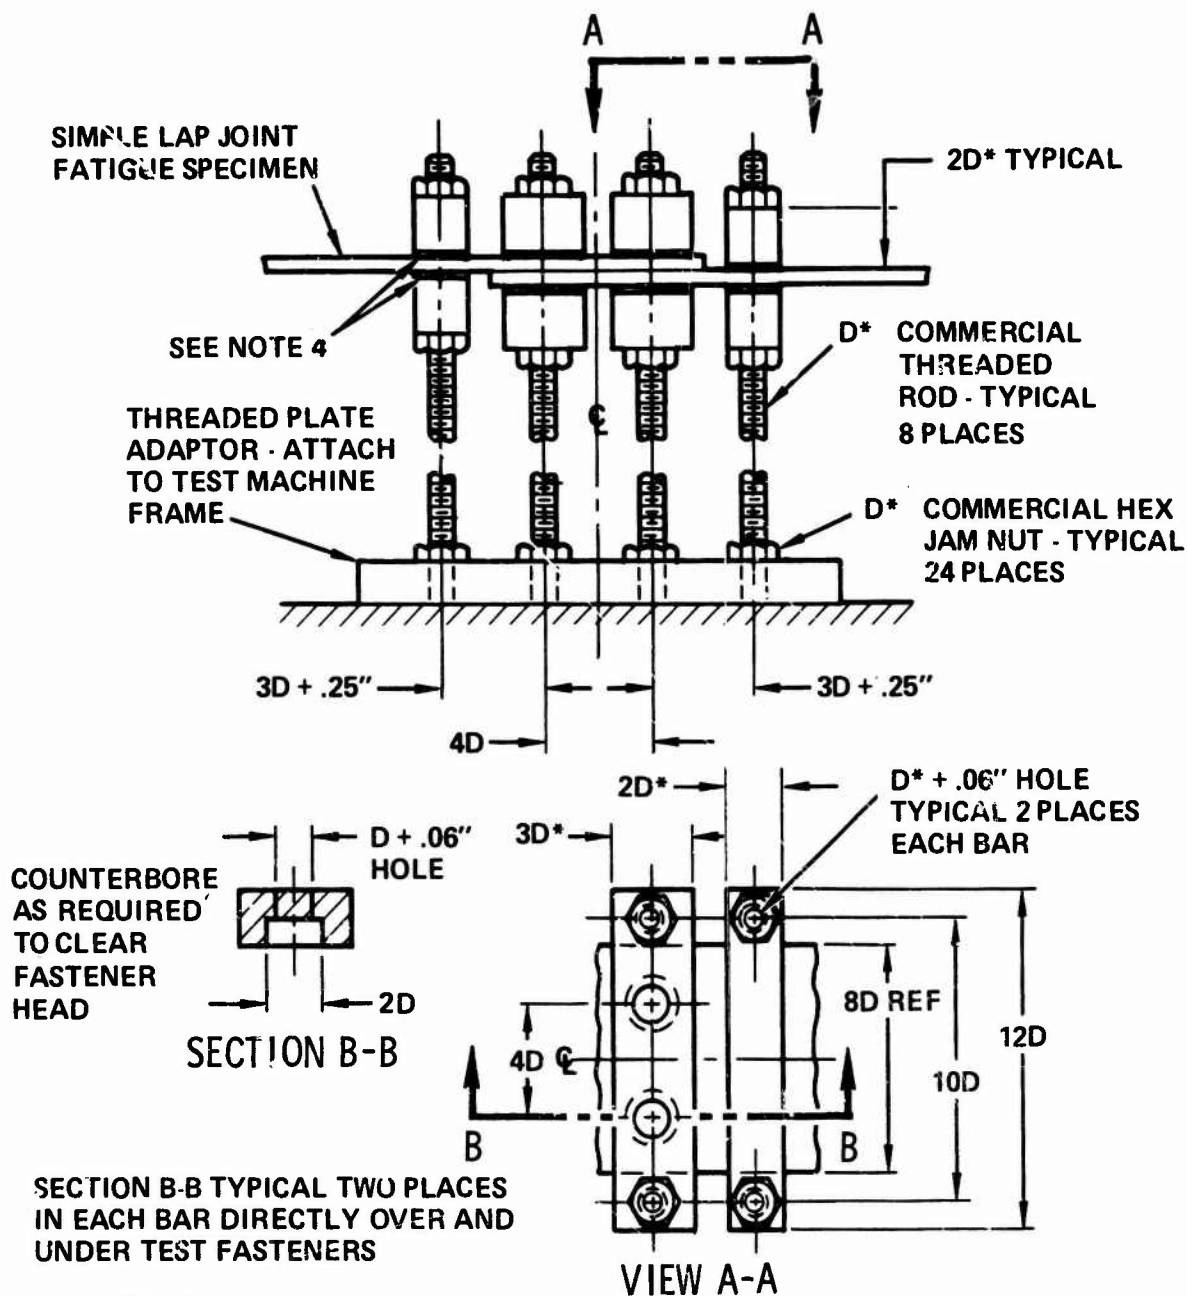 A A
SIMPLE LAP JOINT
FATIGUE SPECIMEN
2D* TYPICAL
SEE NOTE 4
D* COMMERCIAL
THREADED
ROD - TYPICAL
8 PLACES
THREADED PLATE
ADAPTOR - ATTACH
TO TEST MACHINE
FRAME
℄
D* COMMERCIAL HEX
JAM NUT - TYPICAL
24 PLACES
3D + .25"
3D + .25"
4D
2D*
D* + .06" HOLE
TYPICAL 2 PLACES
EACH BAR
3D*
D + .06"
HOLE
COUNTERBORE
AS REQUIRED
TO CLEAR
FASTENER
HEAD
2D
SECTION B-B
4D ℄
8D REF
10D
12D
B B
SECTION B-B TYPICAL TWO PLACES
IN EACH BAR DIRECTLY OVER AND
UNDER TEST FASTENERS
VIEW A-A